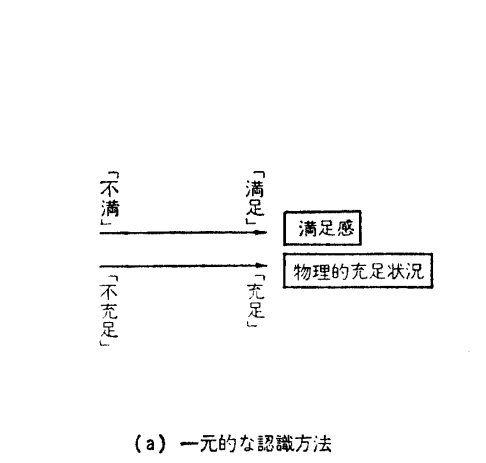 「不満」
「満足」
満足感
物理的充足状況
「不充足」
「充足」
(a) 一元的な認識方法